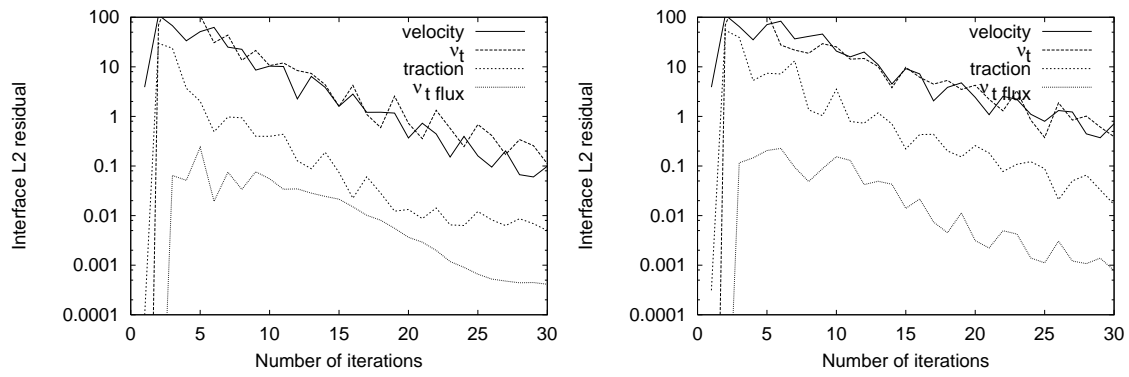 Interface L2 residual
100
10
1
0.1
0.01
0.001
0.0001
0 5 10 15 20 25 30
Number of iterations
velocity
νt
traction
νt flux
Interface L2 residual
100
10
1
0.1
0.01
0.001
0.0001
0 5 10 15 20 25 30
Number of iterations
velocity
νt
traction
νt flux